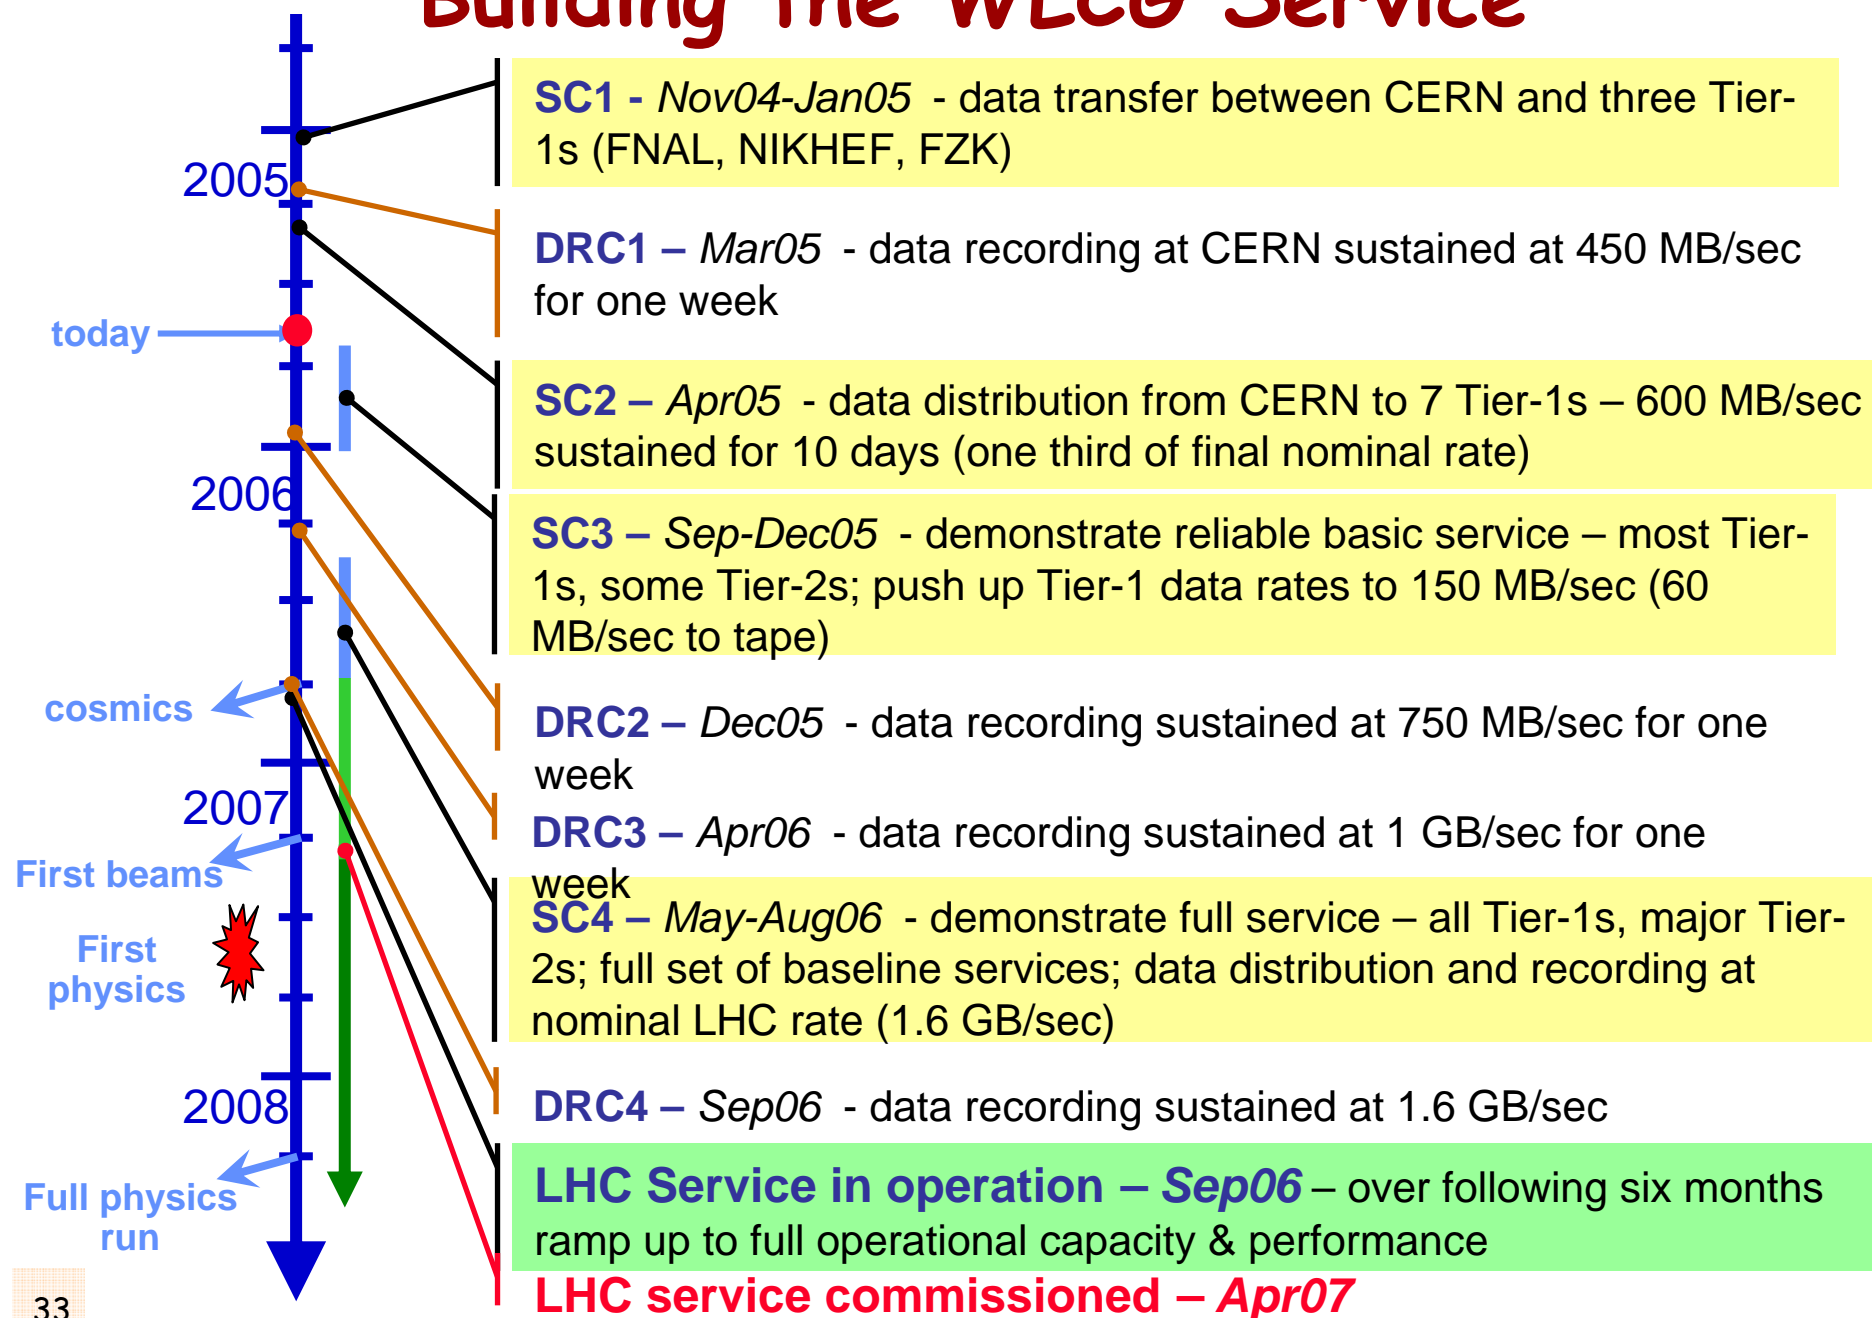 Building the WLCG Service
SC1 - Nov04-Jan05 - data transfer between CERN and three Tier-
1s (FNAL, NIKHEF, FZK)
2005
DRC1 – Mar05 - data recording at CERN sustained at 450 MB/sec
for one week
today
SC2 – Apr05 - data distribution from CERN to 7 Tier-1s – 600 MB/sec
sustained for 10 days (one third of final nominal rate)
2006
SC3 – Sep-Dec05 - demonstrate reliable basic service – most Tier-
1s, some Tier-2s; push up Tier-1 data rates to 150 MB/sec (60
MB/sec to tape)
cosmics
DRC2 – Dec05 - data recording sustained at 750 MB/sec for one
week
2007
DRC3 – Apr06 - data recording sustained at 1 GB/sec for one
week
First beams
SC4 – May-Aug06 - demonstrate full service – all Tier-1s, major Tier-
2s; full set of baseline services; data distribution and recording at
nominal LHC rate (1.6 GB/sec)
First
physics
2008
DRC4 – Sep06 - data recording sustained at 1.6 GB/sec
Full physics
run
LHC Service in operation – Sep06 – over following six months
ramp up to full operational capacity & performance
LHC service commissioned – Apr07
33